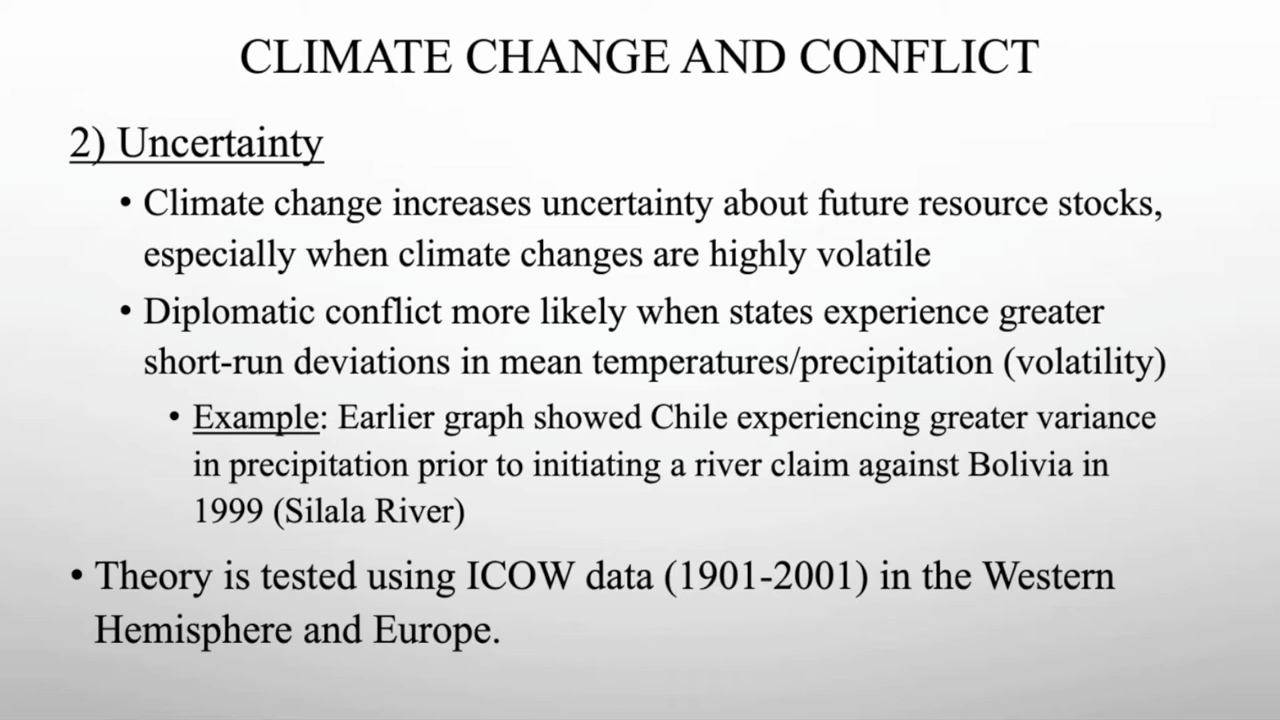 CLIMATE CHANGE AND CONFLICT
2) Uncertainty
• Climate change increases uncertainty about future resource stocks,
especially when climate changes are highly volatile
• Diplomatic conflict more likely when states experience greater
short-run deviations in mean temperatures/precipitation (volatility)
• Example: Earlier graph showed Chile experiencing greater variance
in precipitation prior to initiating a river claim against Bolivia in
1999 (Silala River)
• Theory is tested using ICOW data (1901-2001) in the Western
Hemisphere and Europe.